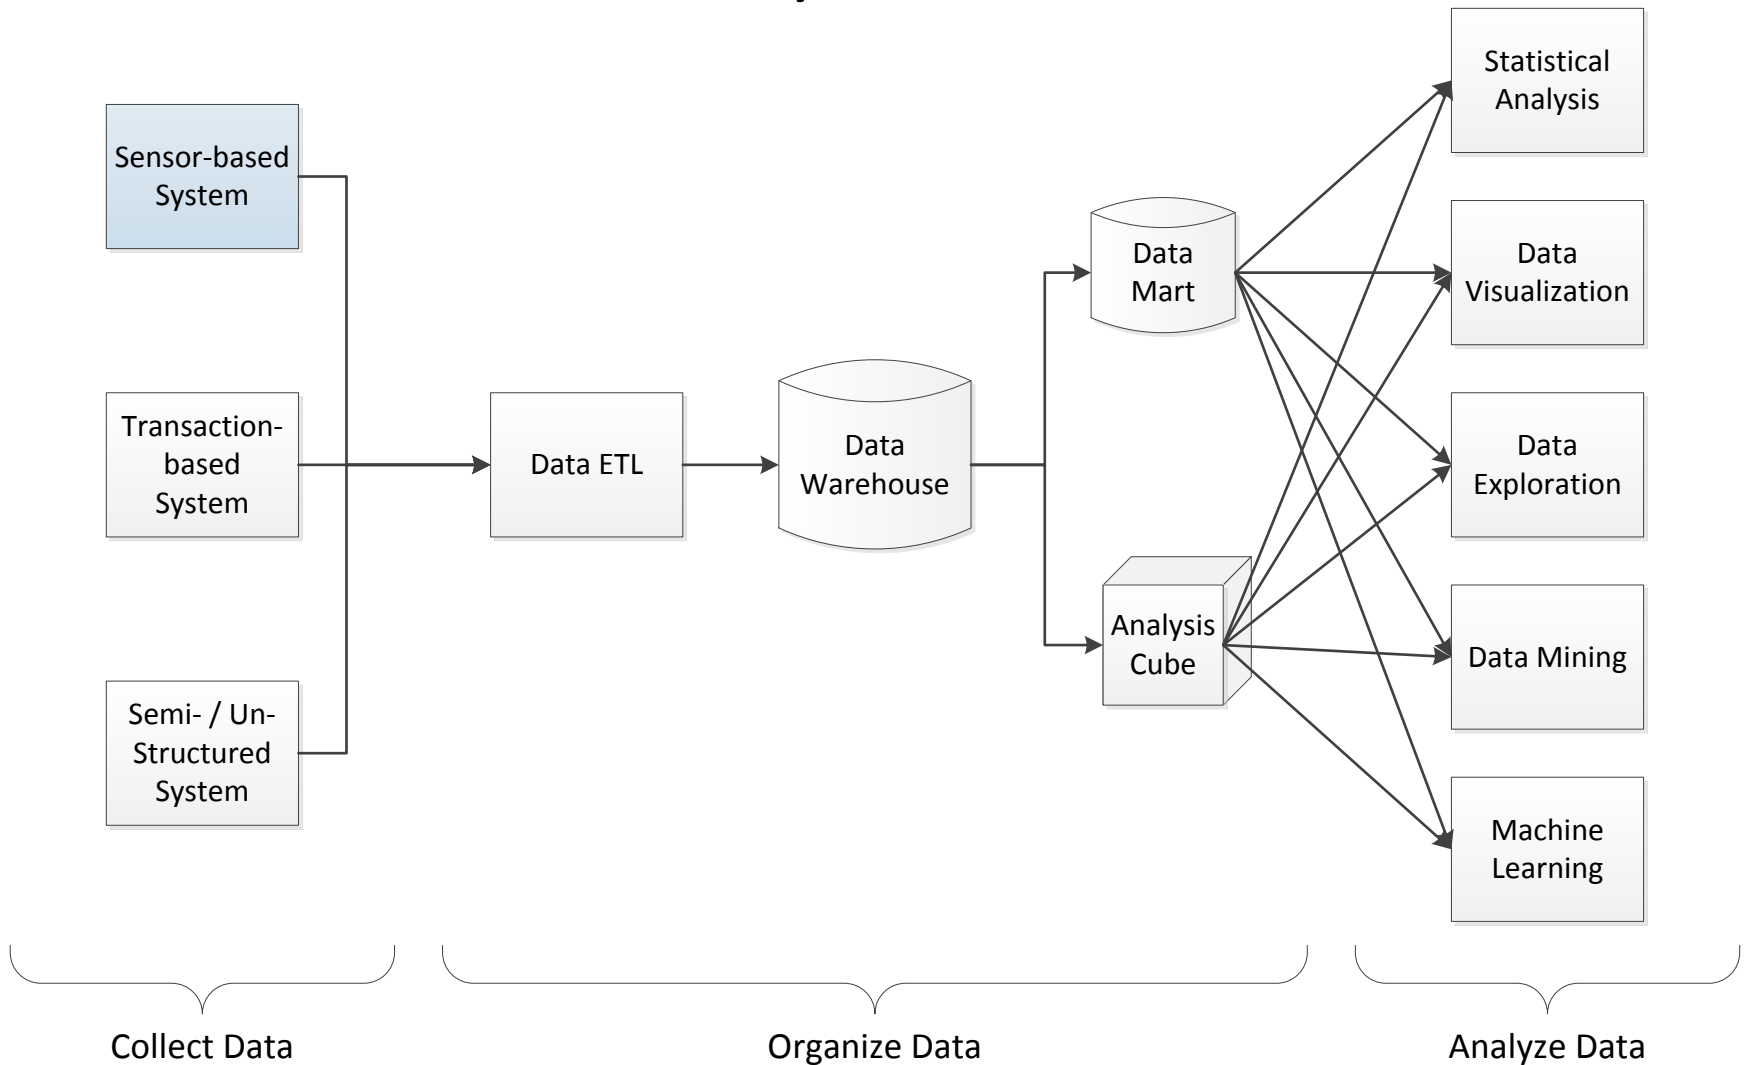 Sensor-based
System
Transaction-
based
System
Semi- / Un-
Structured
System
Data ETL
Data
Warehouse
Data
Mart
Analysis
Cube
Statistical
Analysis
Data
Visualization
Data
Exploration
Data Mining
Machine
Learning
Collect Data
Organize Data
Analyze Data